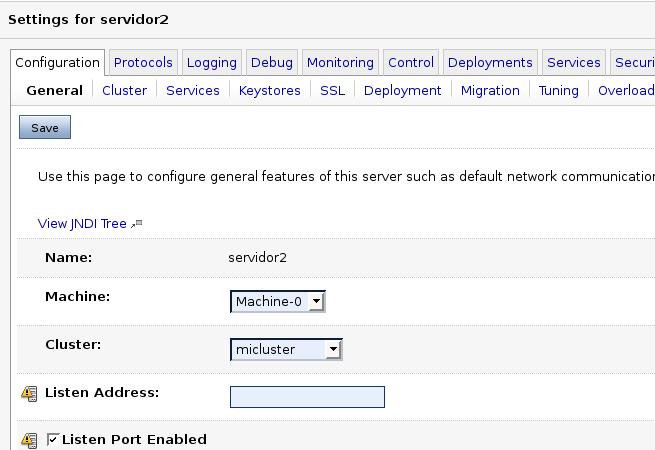 Settings for servidor2
Configuration Protocols Logging Debug Monitoring Control Deployments Services
General Cluster Services Keystores SSL Deployment Migration Tuning Overload
Save
Use this page to configure general features of this server such as default network
View JNDI Tree
Name: servidor2
Machine: Machine-0
Cluster: micluster
Listen Address:
Listen Port Enabled